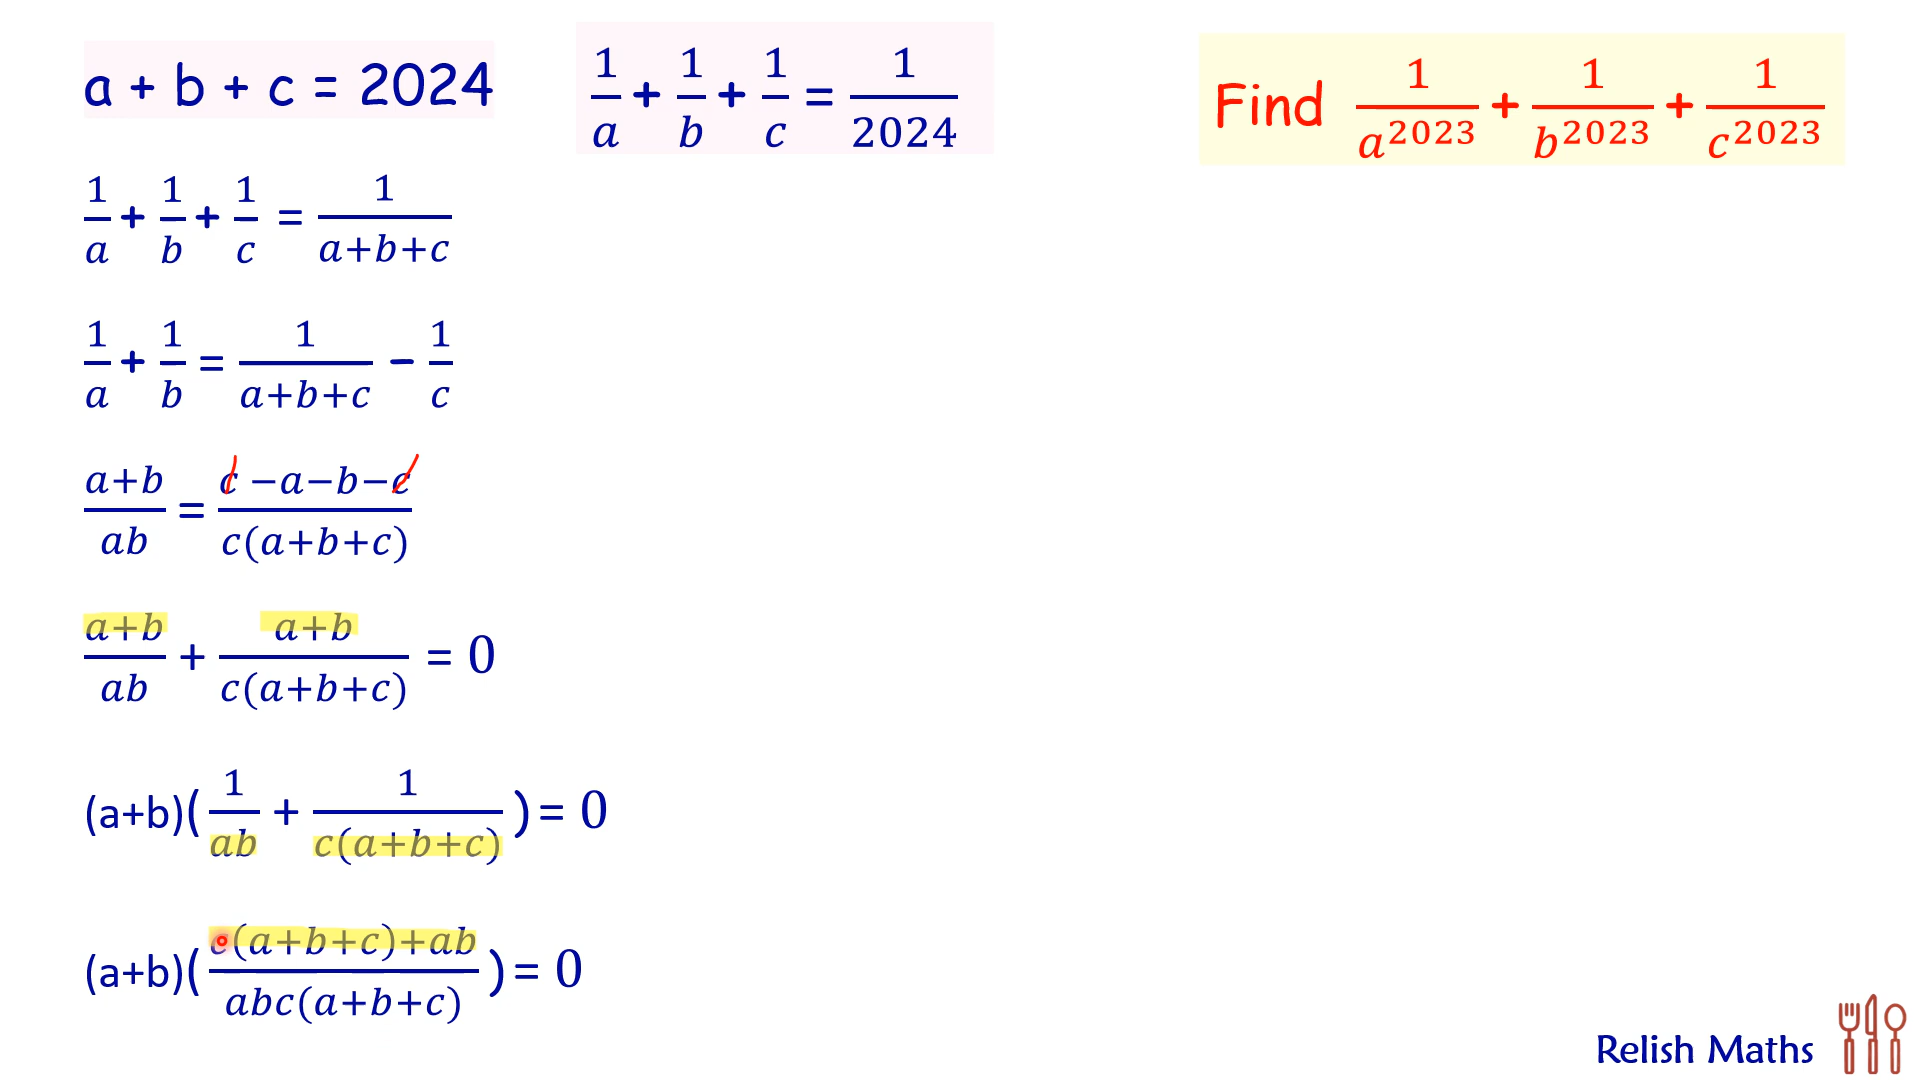 a + b + c = 2024
1/a + 1/b + 1/c = 1/2024
Find 1/a^2023 + 1/b^2023 + 1/c^2023
1/a + 1/b + 1/c = 1/(a+b+c)
1/a + 1/b = 1/(a+b+c) − 1/c
(a+b)/ab = (c −a−b−c)/(c(a+b+c))
(a+b)/ab + (a+b)/(c(a+b+c)) = 0
(a+b)(1/ab + 1/(c(a+b+c))) = 0
(a+b)((c(a+b+c)+ab)/(abc(a+b+c))) = 0
Relish Maths